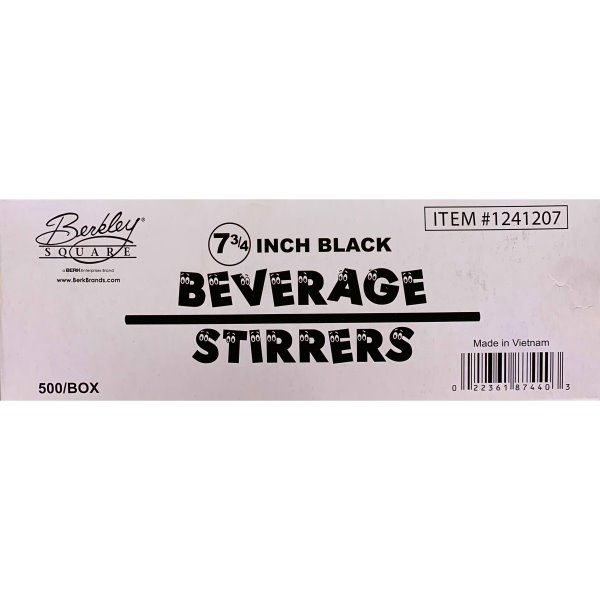 Berkley®
SQUARE
a BERK Enterprises Brand
www.BerkBrands.com
7 3/4 INCH BLACK
BEVERAGE
STIRRERS
500/BOX
ITEM #1241207
Made in Vietnam
0 22361 87440 3